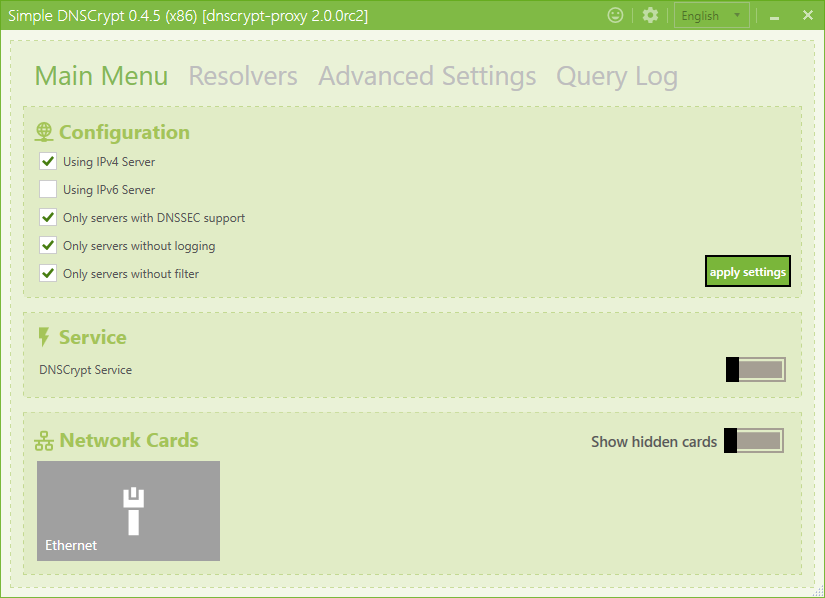 Simple DNSCrypt 0.4.5 (x86) [dnscrypt-proxy 2.0.0rc2]
English
Main Menu Resolvers Advanced Settings Query Log
Configuration
Using IPv4 Server
Using IPv6 Server
Only servers with DNSSEC support
Only servers without logging
Only servers without filter
apply settings
Service
DNSCrypt Service
Network Cards
Show hidden cards
Ethernet